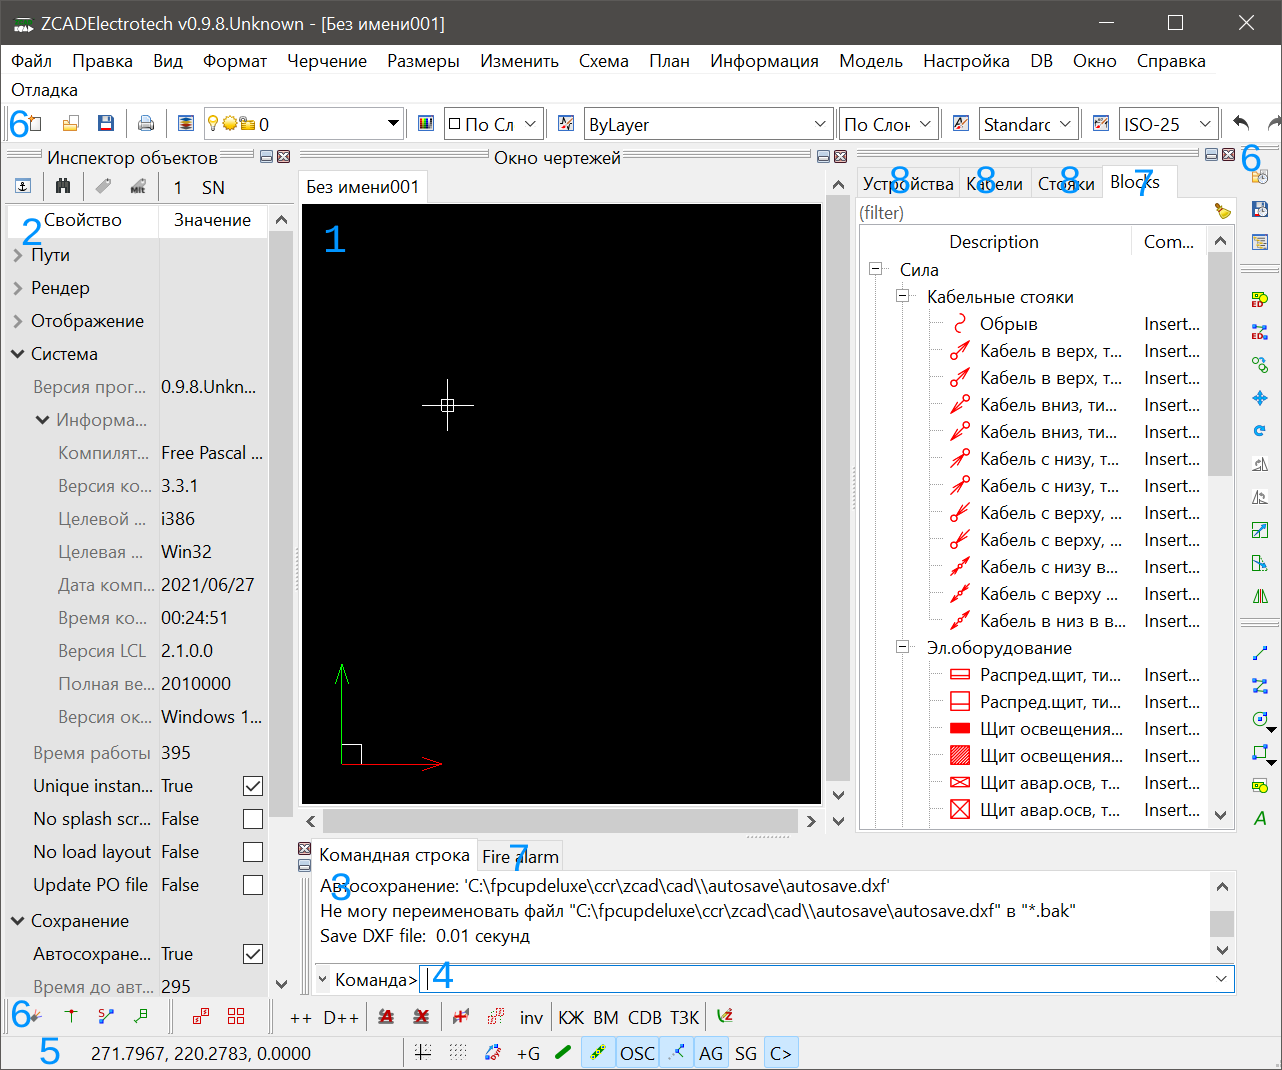 ZCADElectrotech v0.9.8.Unknown - [Без имени001]
Файл Правка Вид Формат Черчение Размеры Изменить Схема План Информация Модель Настройка DB Окно Справка
Отладка
6 0 По Сл ByLayer По Слон Standarc ISO-25
Инспектор объектов Окно чертежей 6
1 SN Без имени001 Устройства 8 Кабели 8 Стояки 8 Blocks 7
(filter)
Свойство Значение 2 1
Description Com...
Пути
Рендер
Отображение
Система
Версия прог... 0.9.8.Unkn...
Информа...
Компилят... Free Pascal ...
Версия ко... 3.3.1
Целевой ... i386
Целевая ... Win32
Дата комп... 2021/06/27
Время ко... 00:24:51
Версия LCL 2.1.0.0
Полная ве... 2010000
Версия ок... Windows 1...
Время работы 395
Unique instan... True
No splash scr... False
No load layout False
Update PO file False
Сохранение
Автосохране... True
Время до авт... 295
Сила
Кабельные стояки
Обрыв Insert...
Кабель в верх, т... Insert...
Кабель в верх, т... Insert...
Кабель вниз, ти... Insert...
Кабель вниз, ти... Insert...
Кабель с низу, т... Insert...
Кабель с низу, т... Insert...
Кабель с верху, ... Insert...
Кабель с верху, ... Insert...
Кабель с низу в... Insert...
Кабель с верху ... Insert...
Кабель в низ в в... Insert...
Эл.оборудование
Распред.щит, ти... Insert...
Распред.щит, ти... Insert...
Щит освещения... Insert...
Щит освещения... Insert...
Щит авар.осв, т... Insert...
Щит авар.осв, т... Insert...
Командная строка Fire alarm 7
3
Автосохранение: 'C:\fpcupdeluxe\ccr\zcad\cad\\autosave\autosave.dxf'
Не могу переименовать файл "C:\fpcupdeluxe\ccr\zcad\cad\\autosave\autosave.dxf" в "*.bak"
Save DXF file: 0.01 секунд
Команда> 4
6 ++ D++ inv КЖ ВМ CDB ТЗК
5 271.7967, 220.2783, 0.0000 +G OSC AG SG C>